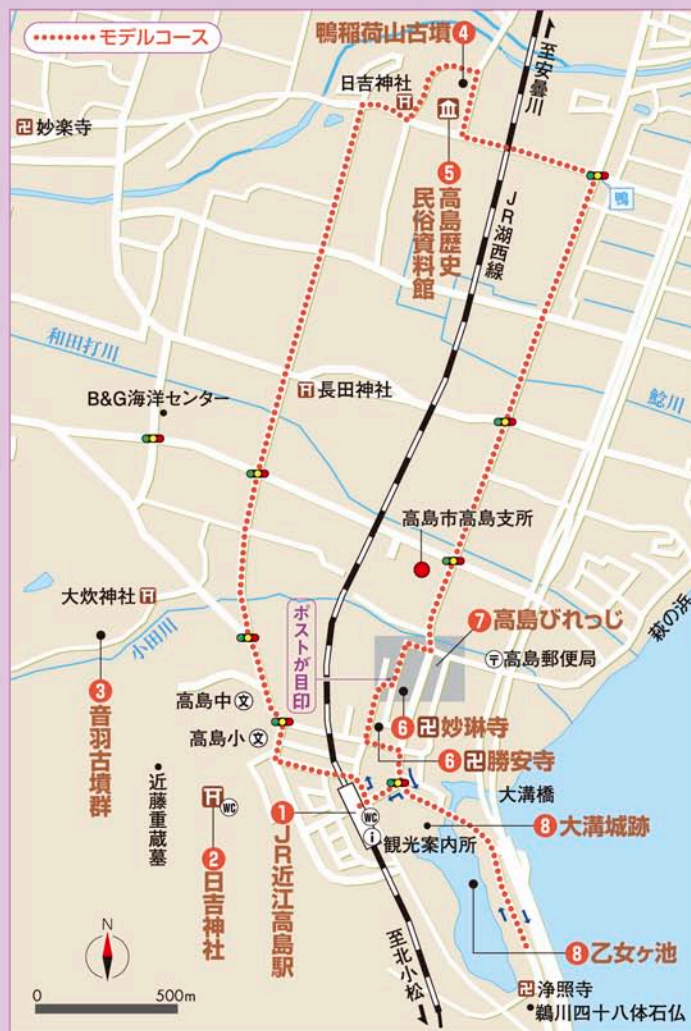 モデルコース
鴨稲荷山古墳 4
至安曇川
日吉神社
妙楽寺
鴨
5 高島歴史
民俗資料館
JR湖西線
和田打川
B&G海洋センター
長田神社
鯰川
高島市高島支所
大炊神社
小田川
ポストが目印
7 高島びれっじ
萩の浜
〒高島郵便局
3 音羽古墳群
高島中 文
高島小 文
6 卍 妙琳寺
6 卍 勝安寺
近藤重蔵墓
WC
2 日吉神社
1 JR近江高島駅
WC
i 観光案内所
大溝橋
8 大溝城跡
8 乙女ヶ池
至北小松
N
0 500m
卍 浄照寺
鵜川四十八体石仏